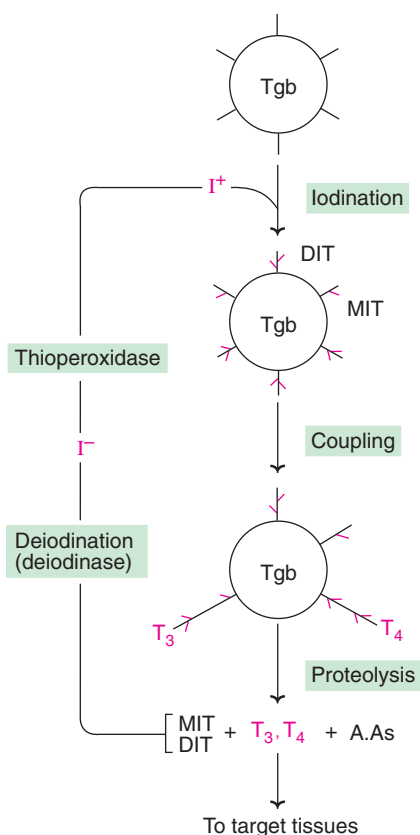 Tgb
I+
Iodination
DIT
MIT
Tgb
Thioperoxidase
Coupling
I−
Deiodination
(deiodinase)
Tgb
T3
T4
Proteolysis
MIT + T3, T4 + A.As
DIT
To target tissues